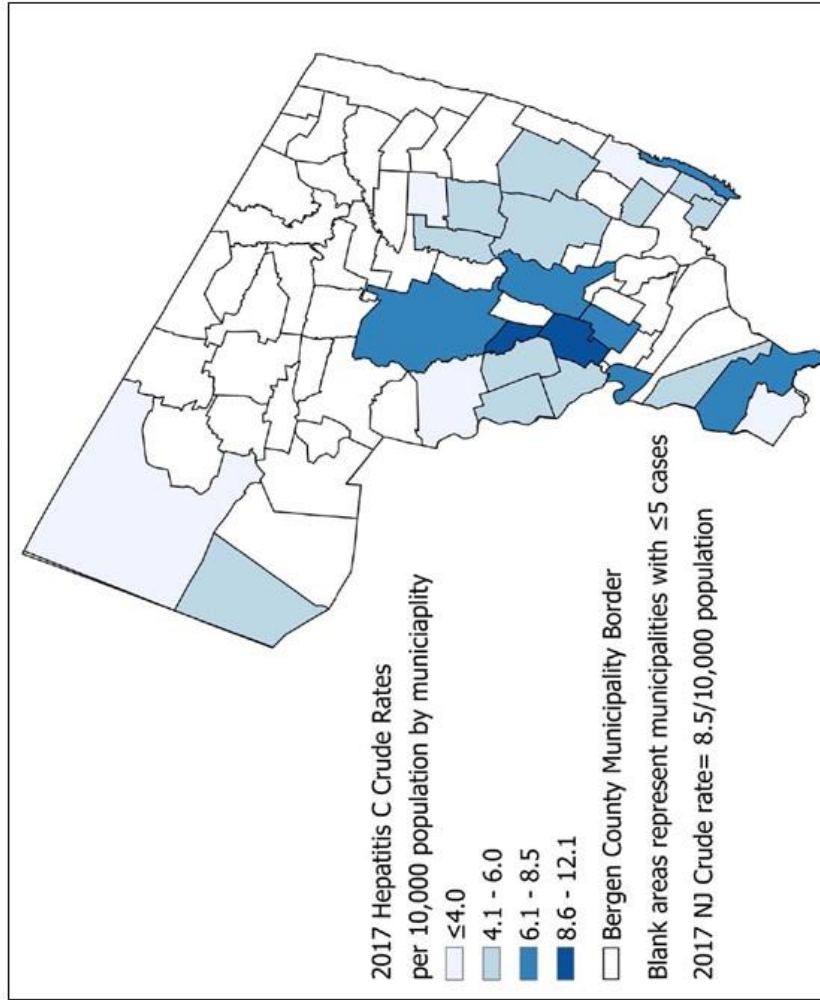 2017 Hepatitis C Crude Rates
per 10,000 population by municiaplity
≤4.0
4.1 - 6.0
6.1 - 8.5
8.6 - 12.1
Bergen County Municipality Border
Blank areas represent municipalities with ≤5 cases
2017 NJ Crude rate= 8.5/10,000 population